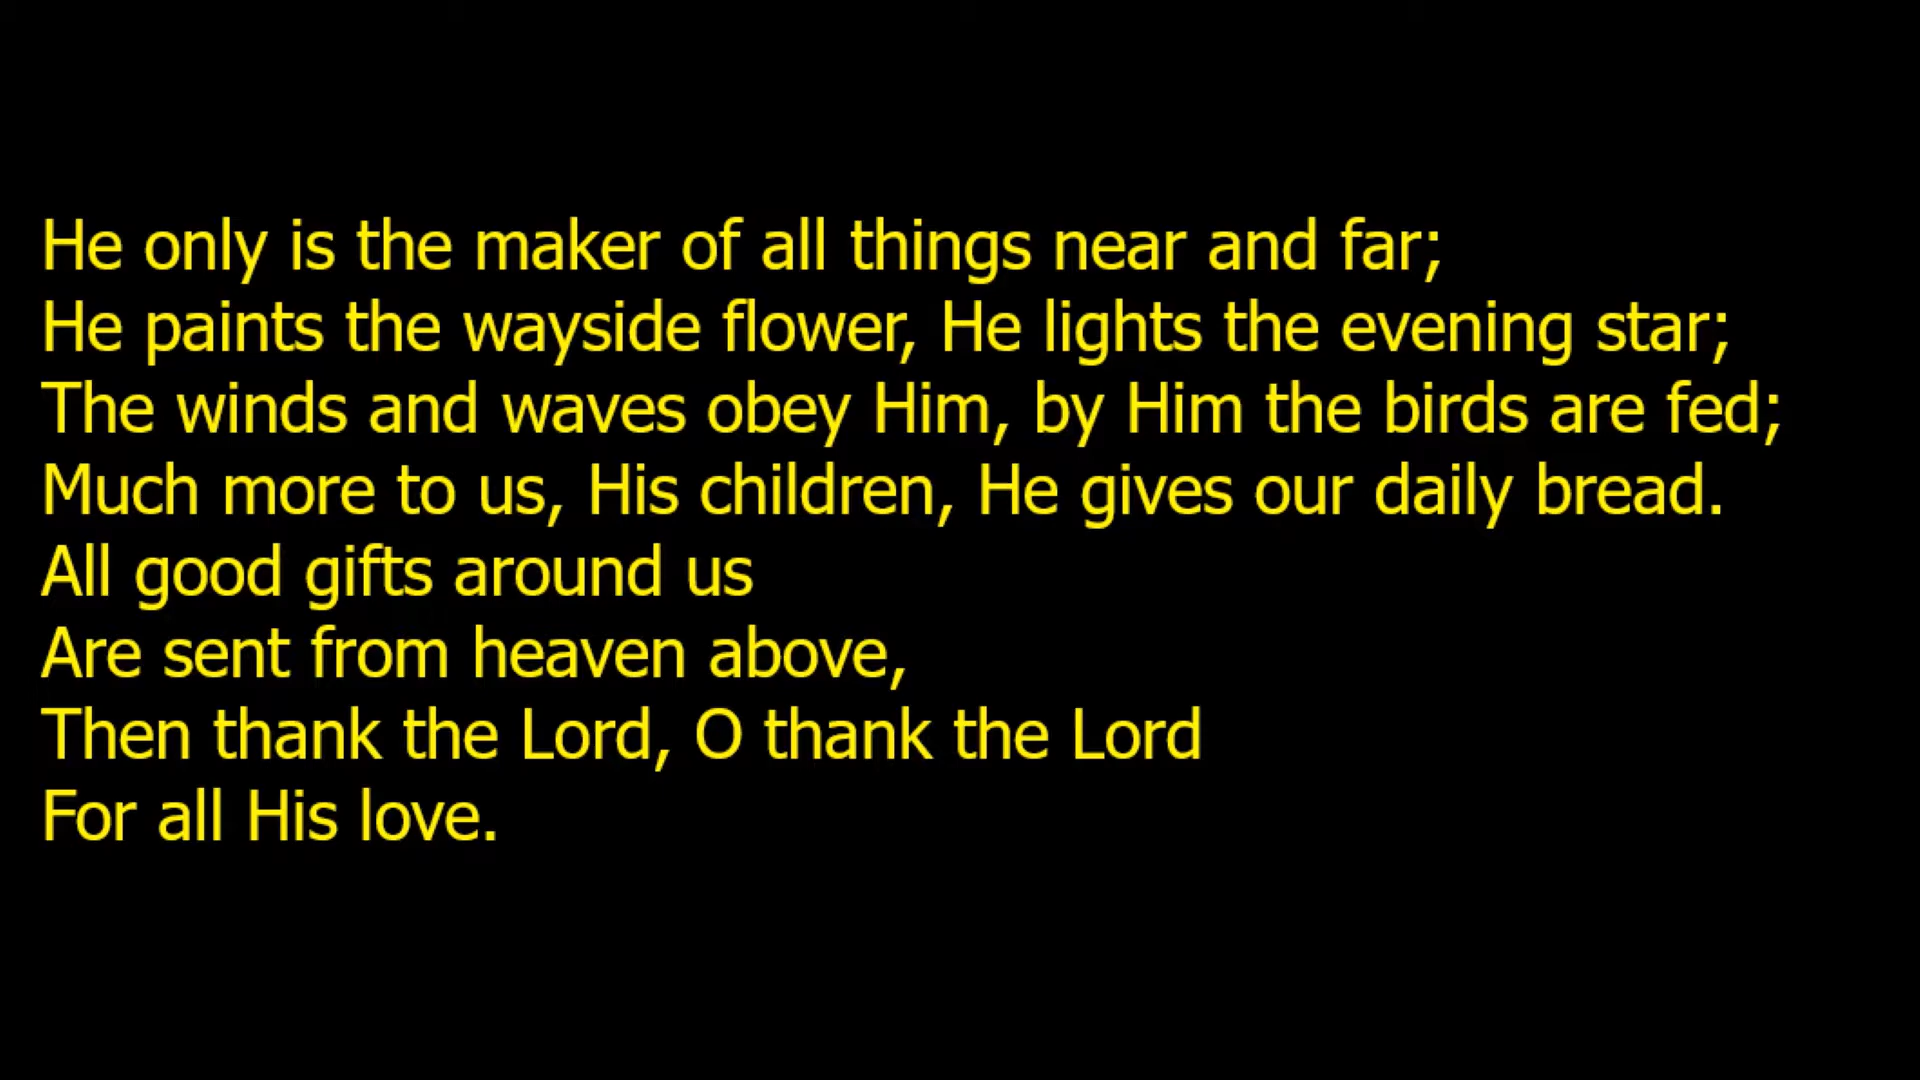 He only is the maker of all things near and far;
He paints the wayside flower, He lights the evening star;
The winds and waves obey Him, by Him the birds are fed;
Much more to us, His children, He gives our daily bread.
All good gifts around us
Are sent from heaven above,
Then thank the Lord, O thank the Lord
For all His love.